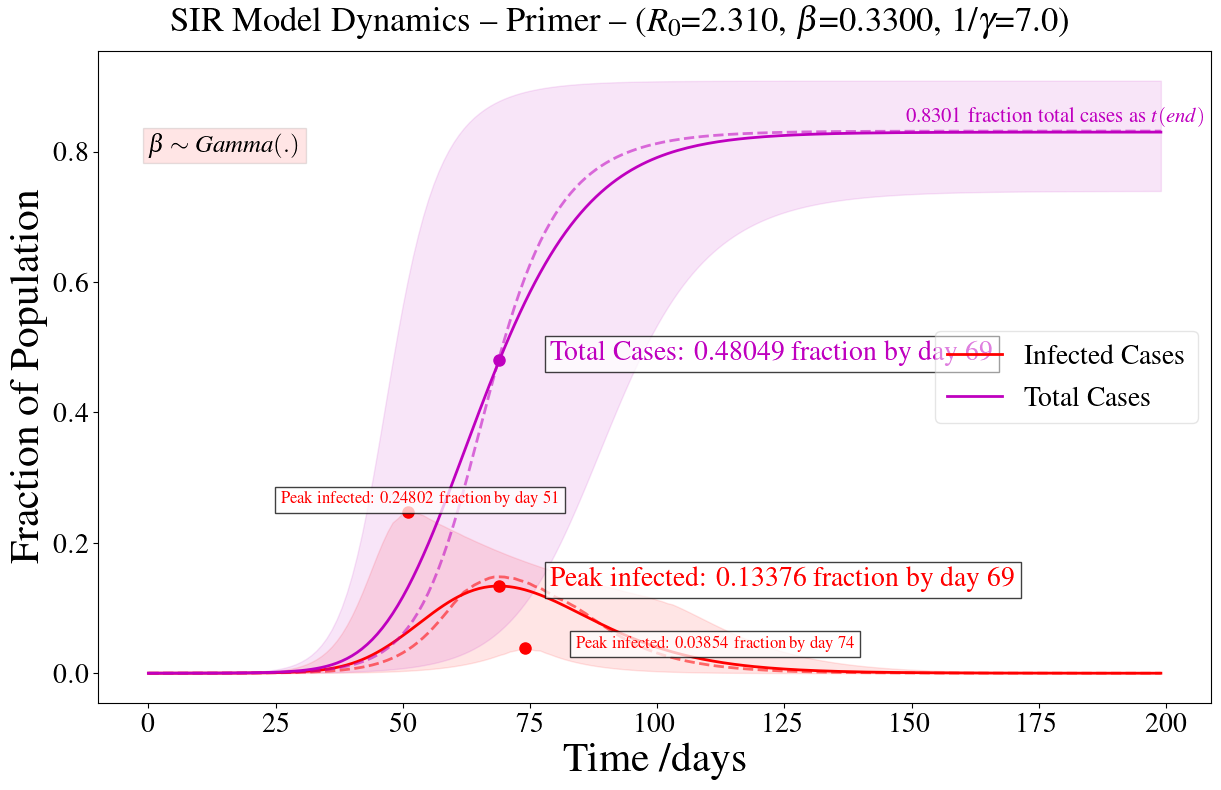 SIR Model Dynamics – Primer – (R₀=2.310, β=0.3300, 1/γ=7.0)
0.8301 fraction total cases as t(end)
β ∼ Gamma(.)
Total Cases: 0.48049 fraction by day 69
Infected Cases
Total Cases
Peak infected: 0.24802 fraction by day 51
Peak infected: 0.13376 fraction by day 69
Peak infected: 0.03854 fraction by day 74
Fraction of Population
0.8
0.6
0.4
0.2
0.0
0 25 50 75 100 125 150 175 200
Time /days